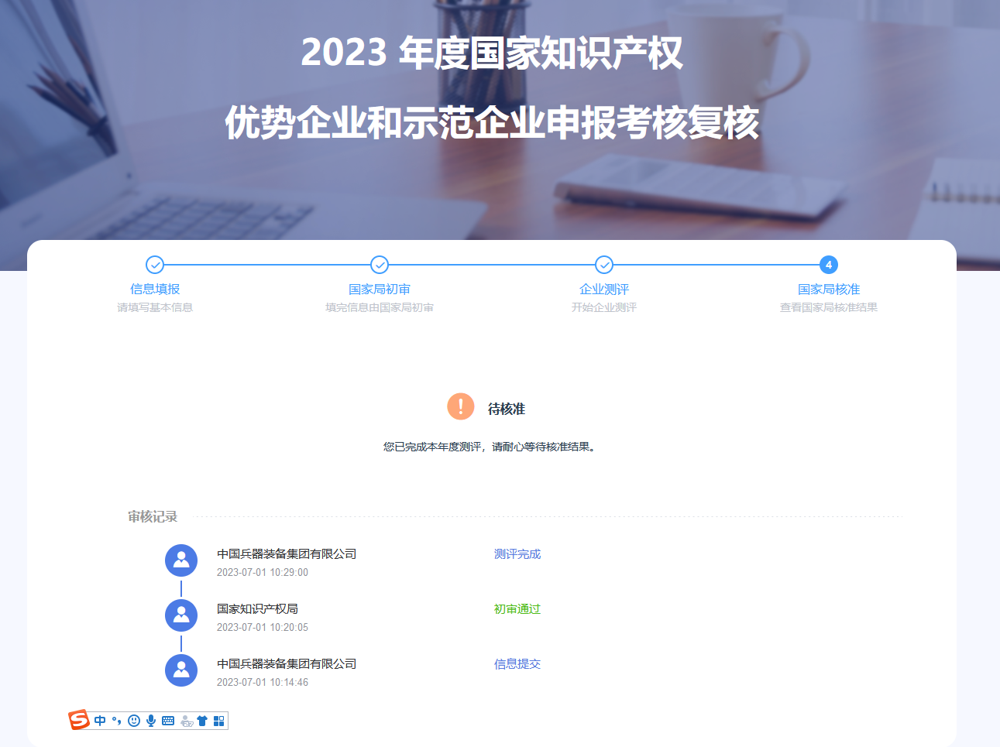 2023 年度国家知识产权
优势企业和示范企业申报考核复核
4
信息填报
国家局初审
企业测评
国家局核准
请填写基本信息
填完信息由国家局初审
开始企业测评
查看国家局核准结果
待核准
您已完成本年度测评，请耐心等待核准结果。
审核记录
中国兵器装备集团有限公司
测评完成
2023-07-01 10:29:00
国家知识产权局
初审通过
2023-07-01 10:20:05
中国兵器装备集团有限公司
信息提交
2023-07-01 10:14:46
S 中 27